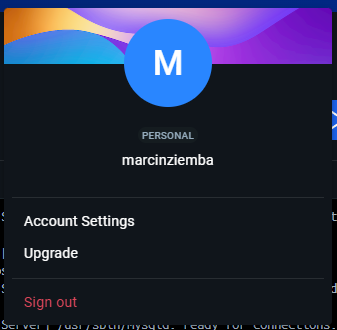 M
PERSONAL
marcinziemba
Account Settings
Upgrade
Sign out